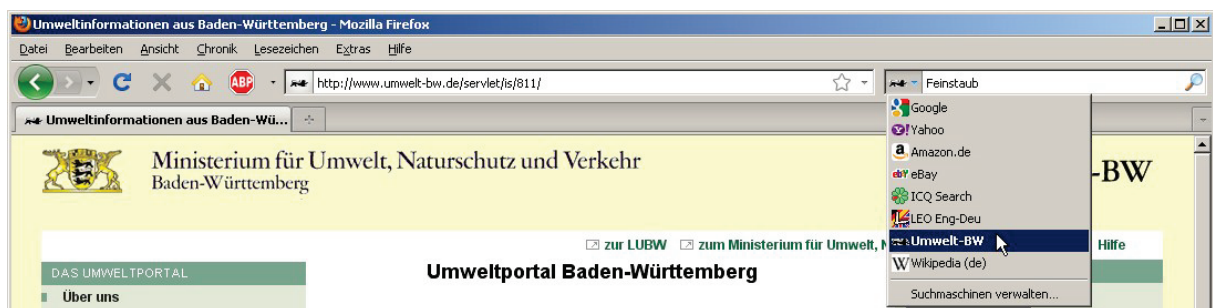 Umweltinformationen aus Baden-Württemberg - Mozilla Firefox
Datei Bearbeiten Ansicht Chronik Lesezeichen Extras Hilfe
ABP http://www.umwelt-bw.de/servlet/is/811/ Feinstaub
Umweltinformationen aus Baden-Wü...
Google
Yahoo
Amazon.de
eBay
ICQ Search
LEO Eng-Deu
Umwelt-BW
Wikipedia (de)
Suchmaschinen verwalten...
Ministerium für Umwelt, Naturschutz und Verkehr
Baden-Württemberg
-BW
zur LUBW zum Ministerium für Umwelt, Hilfe
DAS UMWELTPORTAL
Umweltportal Baden-Württemberg
Über uns